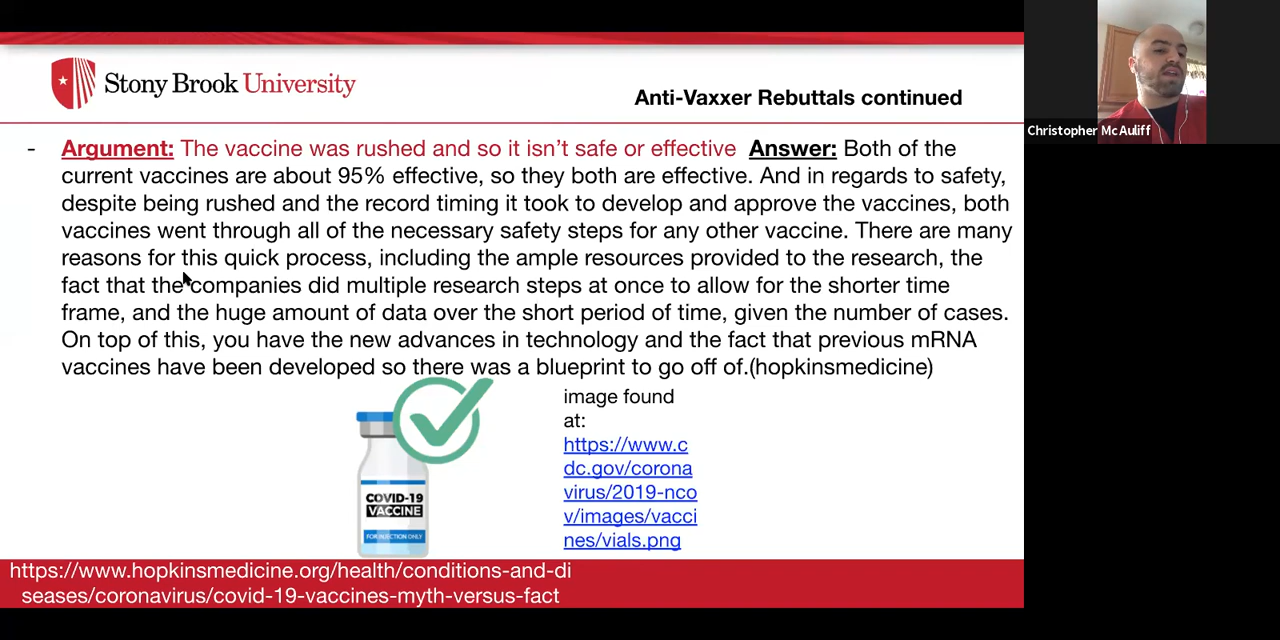 Stony Brook University
Anti-Vaxxer Rebuttals continued
- Argument: The vaccine was rushed and so it isn’t safe or effective Answer: Both of the
current vaccines are about 95% effective, so they both are effective. And in regards to safety,
despite being rushed and the record timing it took to develop and approve the vaccines, both
vaccines went through all of the necessary safety steps for any other vaccine. There are many
reasons for this quick process, including the ample resources provided to the research, the
fact that the companies did multiple research steps at once to allow for the shorter time
frame, and the huge amount of data over the short period of time, given the number of cases.
On top of this, you have the new advances in technology and the fact that previous mRNA
vaccines have been developed so there was a blueprint to go off of.(hopkinsmedicine)
image found
at:
https://www.c
dc.gov/corona
virus/2019-nco
v/images/vacci
nes/vials.png
COVID-19
VACCINE
FOR INJECTION ONLY
https://www.hopkinsmedicine.org/health/conditions-and-di
seases/coronavirus/covid-19-vaccines-myth-versus-fact
Christopher Mc Auliff